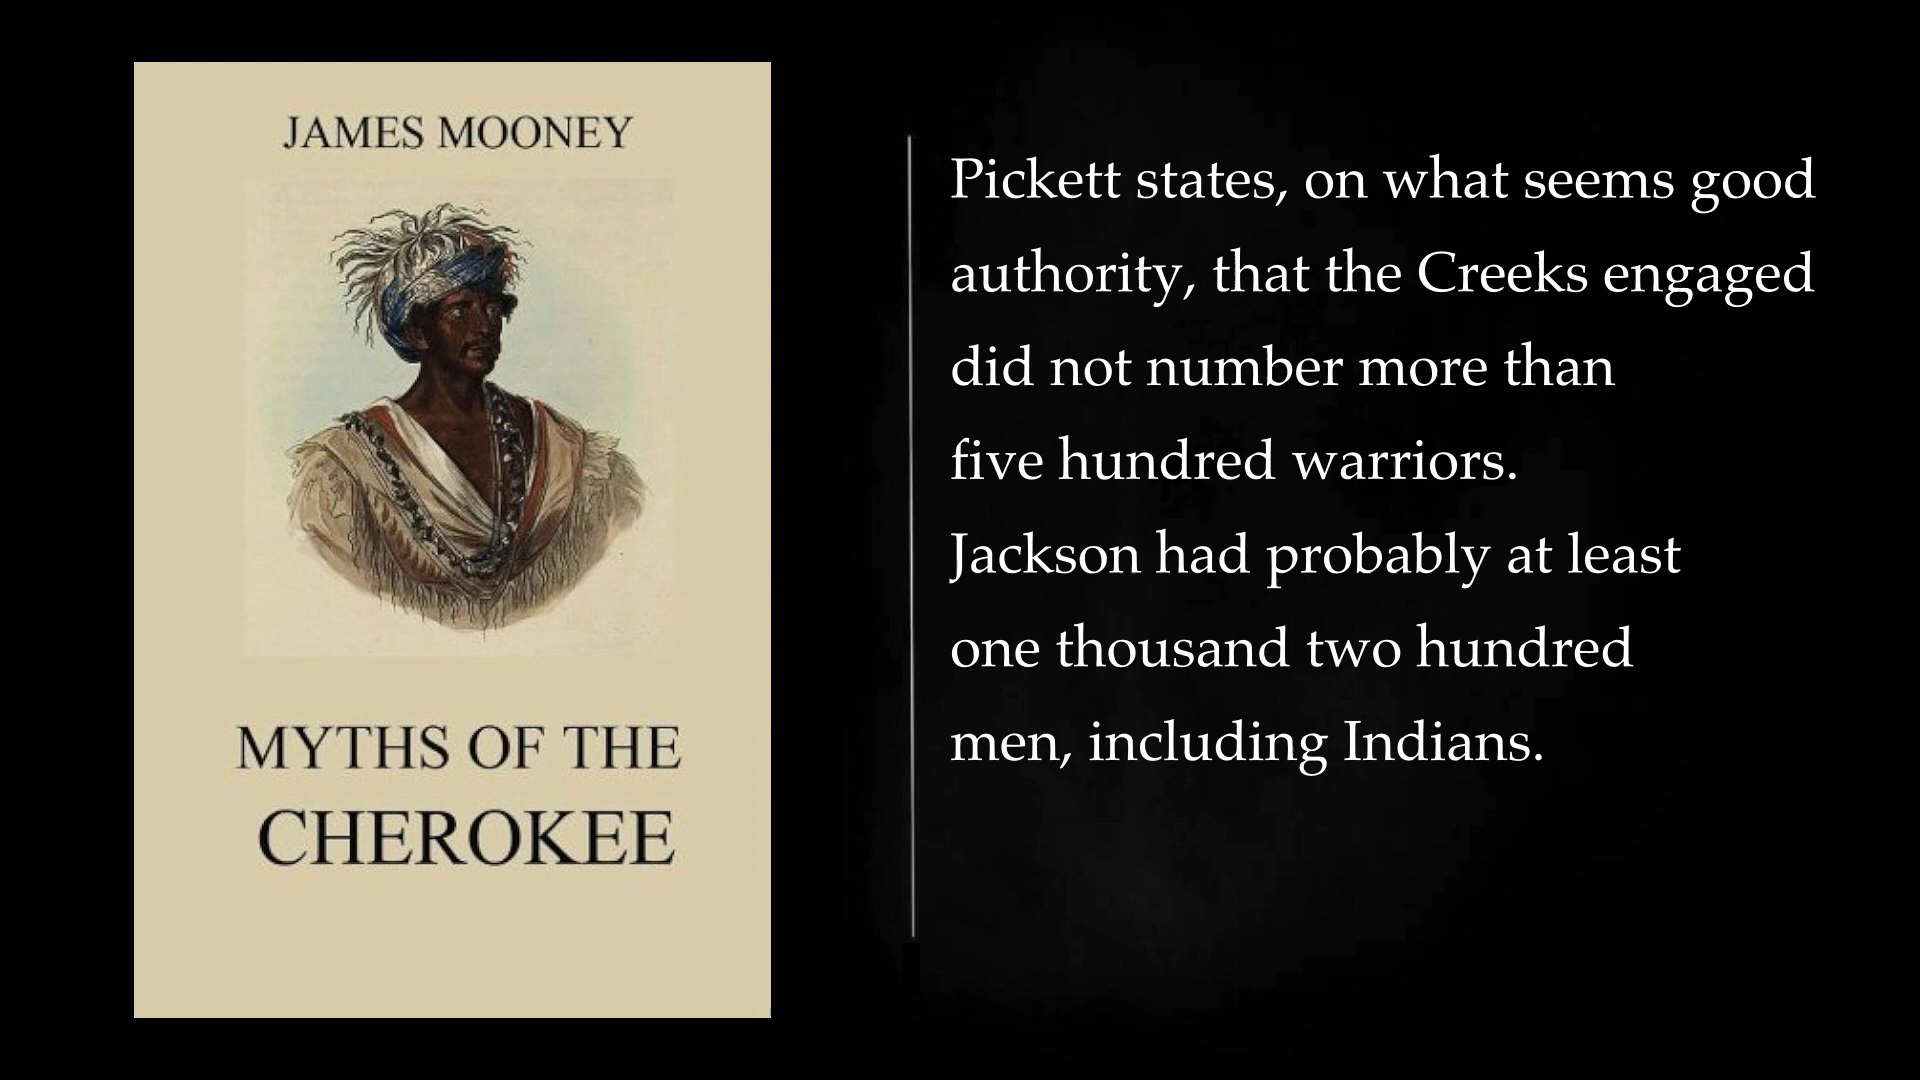 JAMES MOONEY
MYTHS OF THE
CHEROKEE
Pickett states, on what seems good
authority, that the Creeks engaged
did not number more than
five hundred warriors.
Jackson had probably at least
one thousand two hundred
men, including Indians.